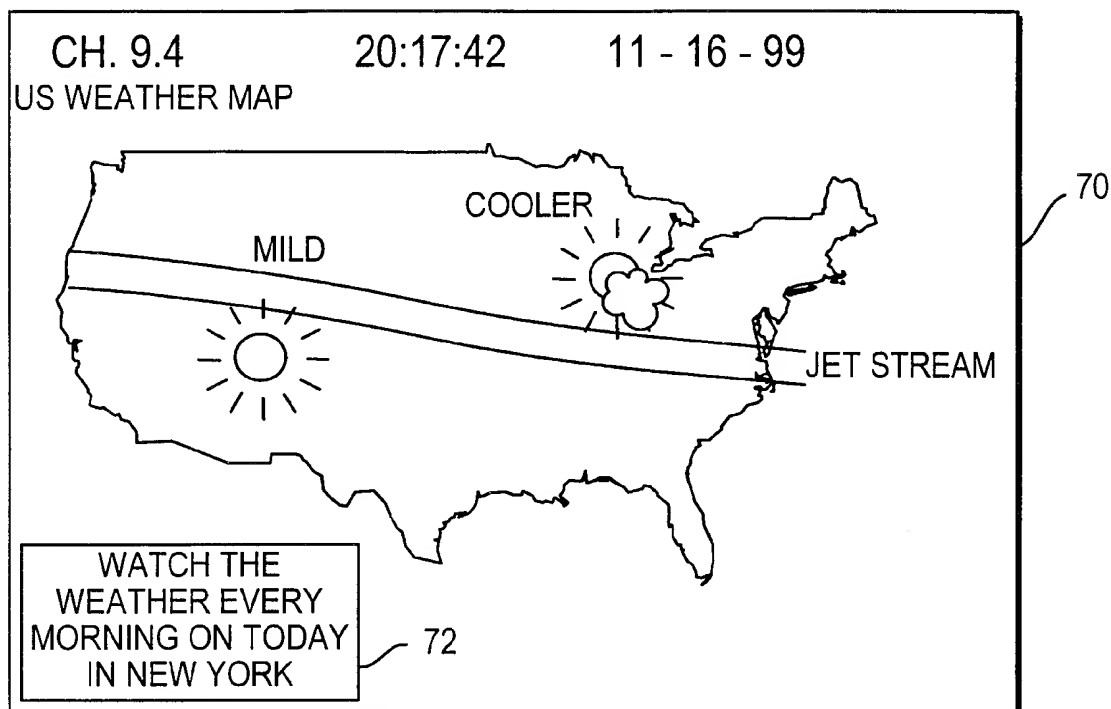 CH. 9.4 20:17:42 11 - 16 - 99
US WEATHER MAP
COOLER
MILD
JET STREAM
70
WATCH THE
WEATHER EVERY
MORNING ON TODAY
IN NEW YORK
72